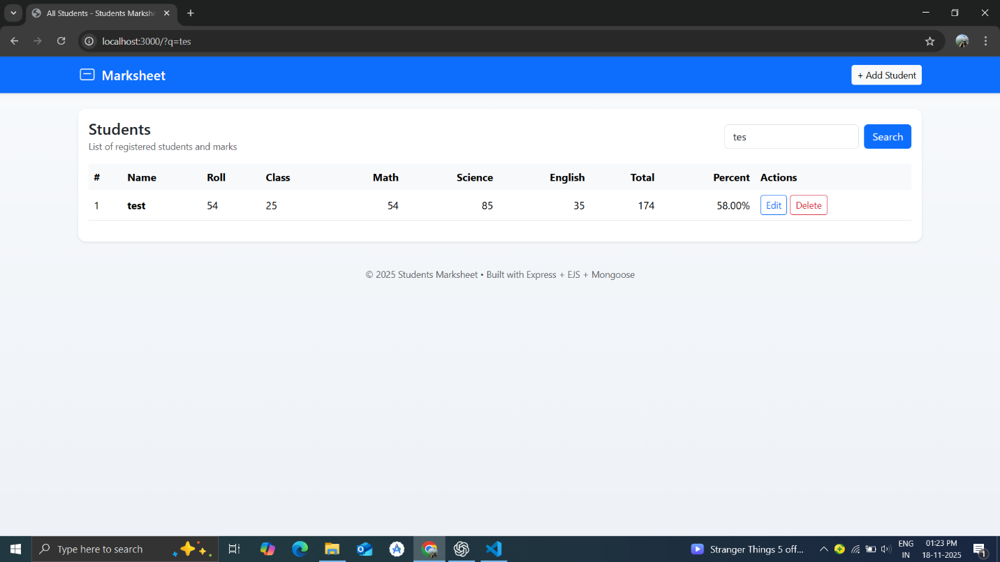 All Students - Students Markshe
localhost:3000/?q=tes
Marksheet
+ Add Student
Students
List of registered students and marks
tes
Search
# Name Roll Class Math Science English Total Percent Actions
1 test 54 25 54 85 35 174 58.00% Edit Delete
© 2025 Students Marksheet • Built with Express + EJS + Mongoose
Type here to search
Stranger Things 5 off...
ENG
IN
01:23 PM
18-11-2025
1